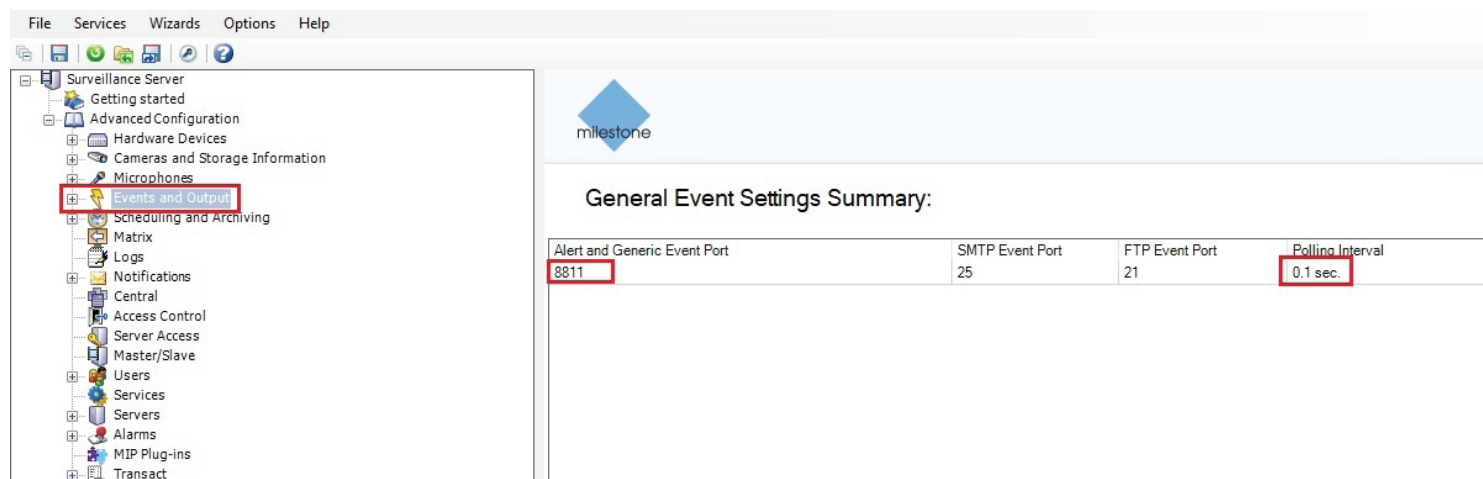 File Services Wizards Options Help
Surveillance Server
Getting started
Advanced Configuration
Hardware Devices
Cameras and Storage Information
Microphones
Events and Output
Scheduling and Archiving
Matrix
Logs
Notifications
Central
Access Control
Server Access
Master/Slave
Users
Services
Servers
Alarms
MIP Plug-ins
Transact
milestone
General Event Settings Summary:
Alert and Generic Event Port SMTP Event Port FTP Event Port Polling Interval
8811 25 21 0.1 sec.